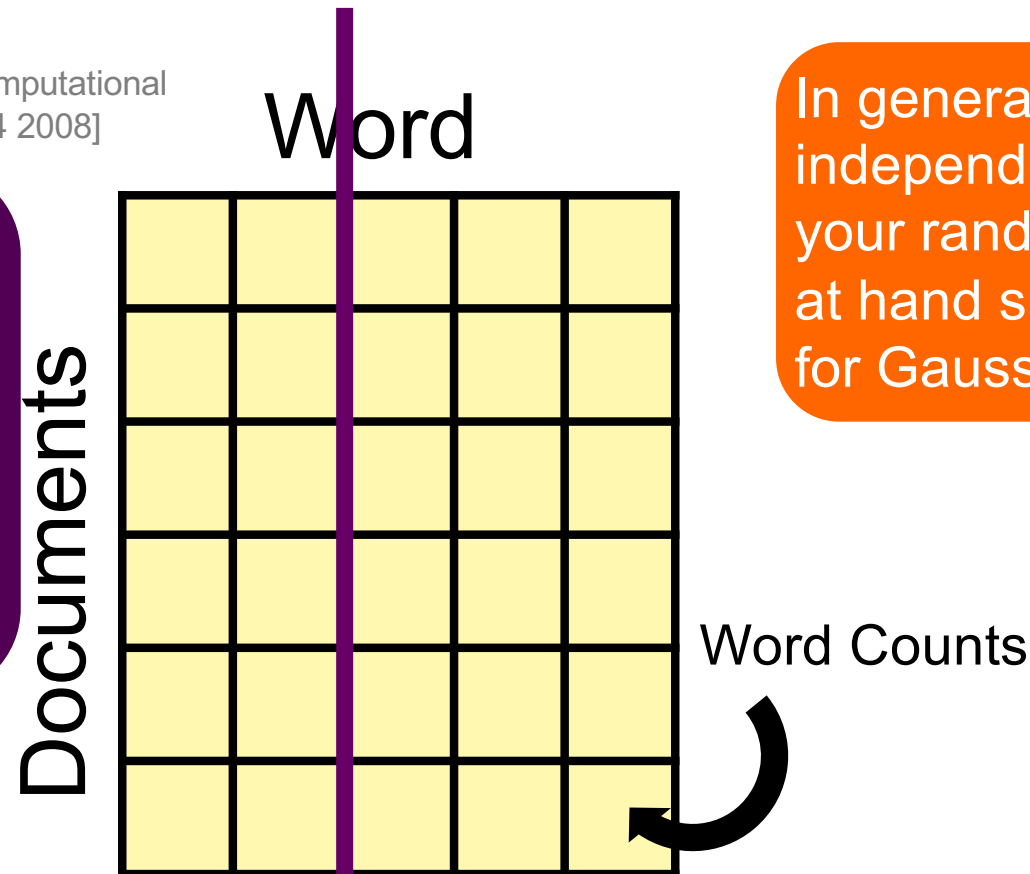 mputational
4 2008]
Word
In genera
independ
your rand
at hand s
for Gauss
Documents
Word Counts